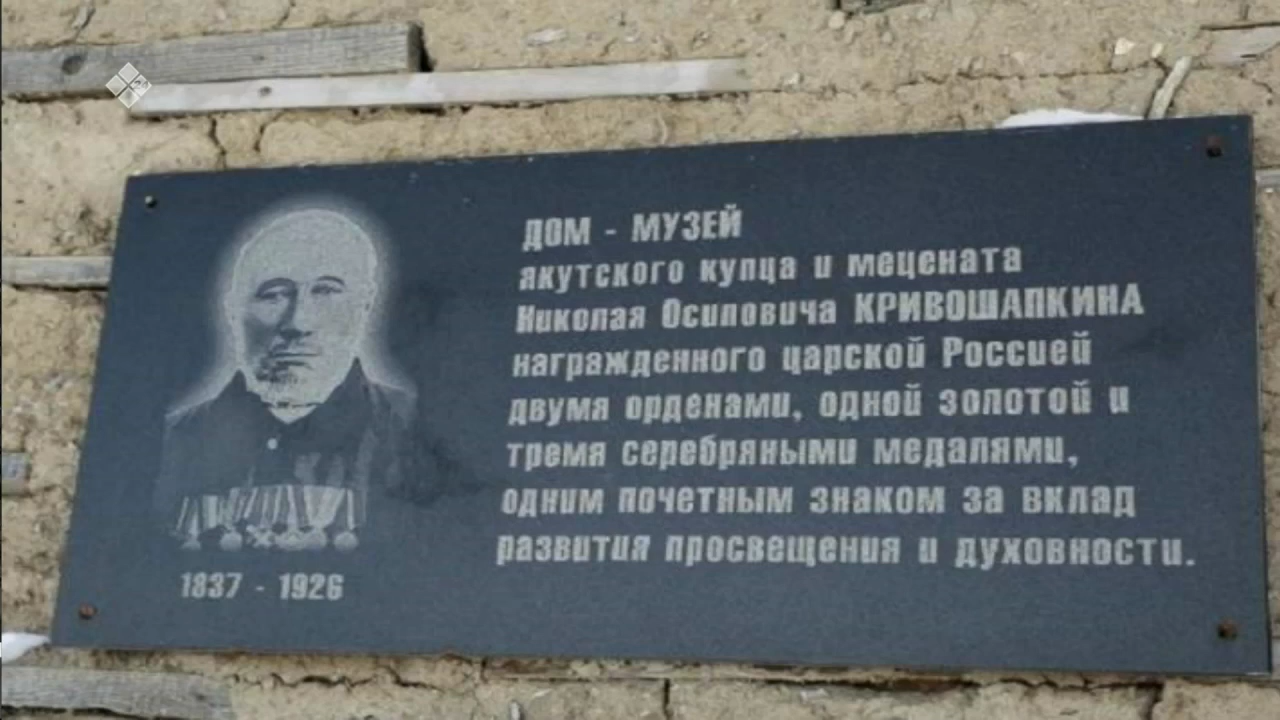 ДОМ - МУЗЕЙ
якутского купца и мецената
Николая Осиповича КРИВОШАПКИНА
награжденного царской Россией
двумя орденами, одной золотой и
тремя серебряными медалями,
одним почетным знаком за вклад
развития просвещения и духовности.
1837 - 1926
24